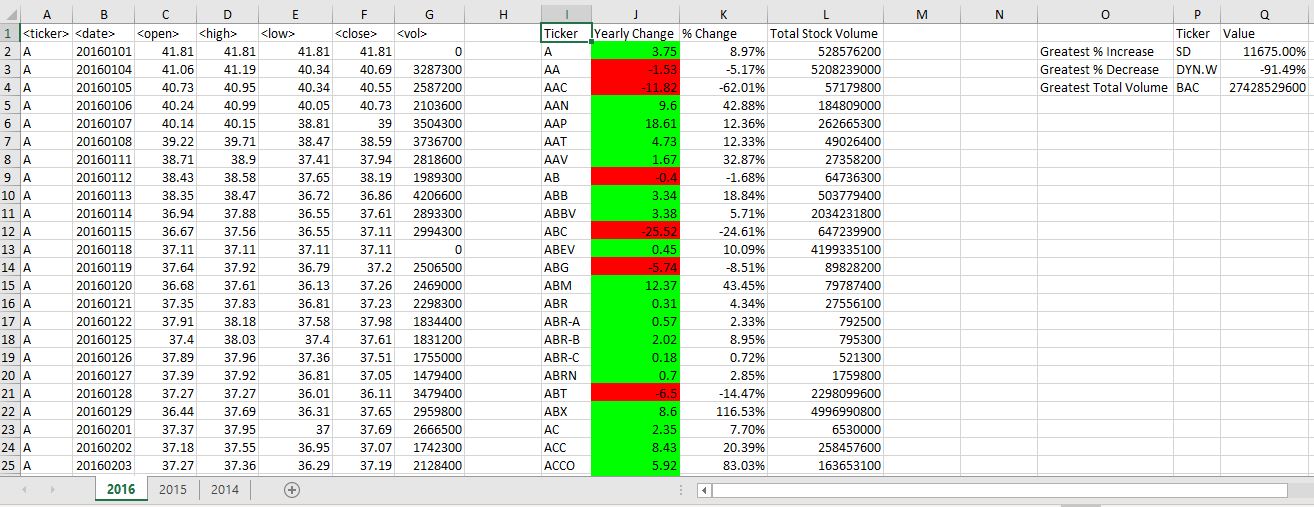 A B C D E F G H I J K L M N O P Q
1 <ticker> <date> <open> <high> <low> <close> <vol> Ticker Yearly Change % Change Total Stock Volume Ticker Value
2 A 20160101 41.81 41.81 41.81 41.81 0 A 3.75 8.97% 528576200 Greatest % Increase SD 11675.00%
3 A 20160104 41.06 41.19 40.34 40.69 3287300 AA -1.53 -5.17% 5208239000 Greatest % Decrease DYN.W -91.49%
4 A 20160105 40.73 40.95 40.34 40.55 2587200 AAC -11.82 -62.01% 57179800 Greatest Total Volume BAC 27428529600
5 A 20160106 40.24 40.99 40.05 40.73 2103600 AAN 9.6 42.88% 184809000
6 A 20160107 40.14 40.15 38.81 39 3504300 AAP 18.61 12.36% 262665300
7 A 20160108 39.22 39.71 38.47 38.59 3736700 AAT 4.73 12.33% 49026400
8 A 20160111 38.71 38.9 37.41 37.94 2818600 AAV 1.67 32.87% 27358200
9 A 20160112 38.43 38.58 37.65 38.19 1989300 AB -0.4 -1.68% 64736300
10 A 20160113 38.35 38.47 36.72 36.86 4206600 ABB 3.34 18.84% 503779400
11 A 20160114 36.94 37.88 36.55 37.61 2893300 ABBV 3.38 5.71% 2034231800
12 A 20160115 36.67 37.56 36.55 37.11 2994300 ABC -25.52 -24.61% 647239900
13 A 20160118 37.11 37.11 37.11 37.11 0 ABEV 0.45 10.09% 4199335100
14 A 20160119 37.64 37.92 36.79 37.2 2506500 ABG -5.74 -8.51% 89828200
15 A 20160120 36.68 37.61 36.13 37.26 2469000 ABM 12.37 43.45% 79787400
16 A 20160121 37.35 37.83 36.81 37.23 2298300 ABR 0.31 4.34% 27556100
17 A 20160122 37.91 38.18 37.58 37.98 1834400 ABR-A 0.57 2.33% 792500
18 A 20160125 37.4 38.03 37.4 37.61 1831200 ABR-B 2.02 8.95% 795300
19 A 20160126 37.89 37.96 37.36 37.51 1755000 ABR-C 0.18 0.72% 521300
20 A 20160127 37.39 37.92 36.81 37.05 1479400 ABRN 0.7 2.85% 1759800
21 A 20160128 37.27 37.27 36.01 36.11 3479400 ABT -6.5 -14.47% 2298099600
22 A 20160129 36.44 37.69 36.31 37.65 2959800 ABX 8.6 116.53% 4996990800
23 A 20160201 37.37 37.95 37 37.69 2666500 AC 2.35 7.70% 6530000
24 A 20160202 37.18 37.55 36.95 37.07 1742300 ACC 8.43 20.39% 258457600
25 A 20160203 37.27 37.36 36.29 37.19 2128400 ACCO 5.92 83.03% 163653100
2016 2015 2014